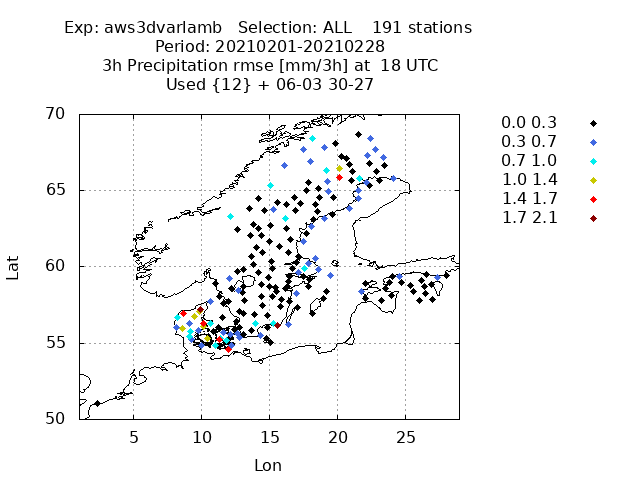 Exp: aws3dvarlamb   Selection: ALL    191 stations
Period: 20210201-20210228
3h Precipitation rmse [mm/3h] at  18 UTC
Used {12} + 06-03 30-27
70
65
60
55
50
5
10
15
20
25
Lat
Lon
0.0 0.3
0.3 0.7
0.7 1.0
1.0 1.4
1.4 1.7
1.7 2.1